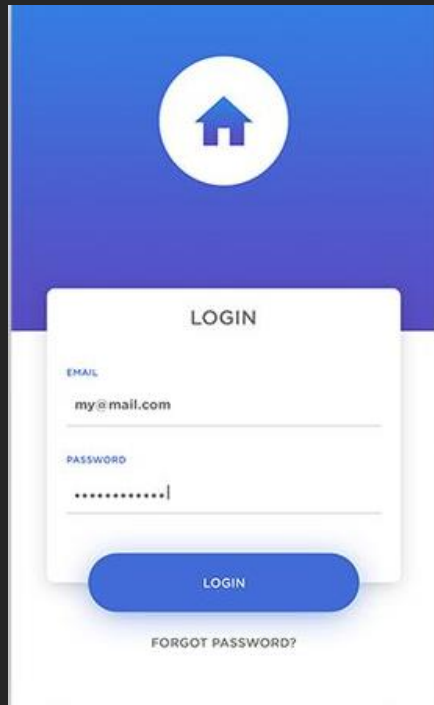 LOGIN
EMAIL
my@mail.com
PASSWORD
••••••••••••
LOGIN
FORGOT PASSWORD?